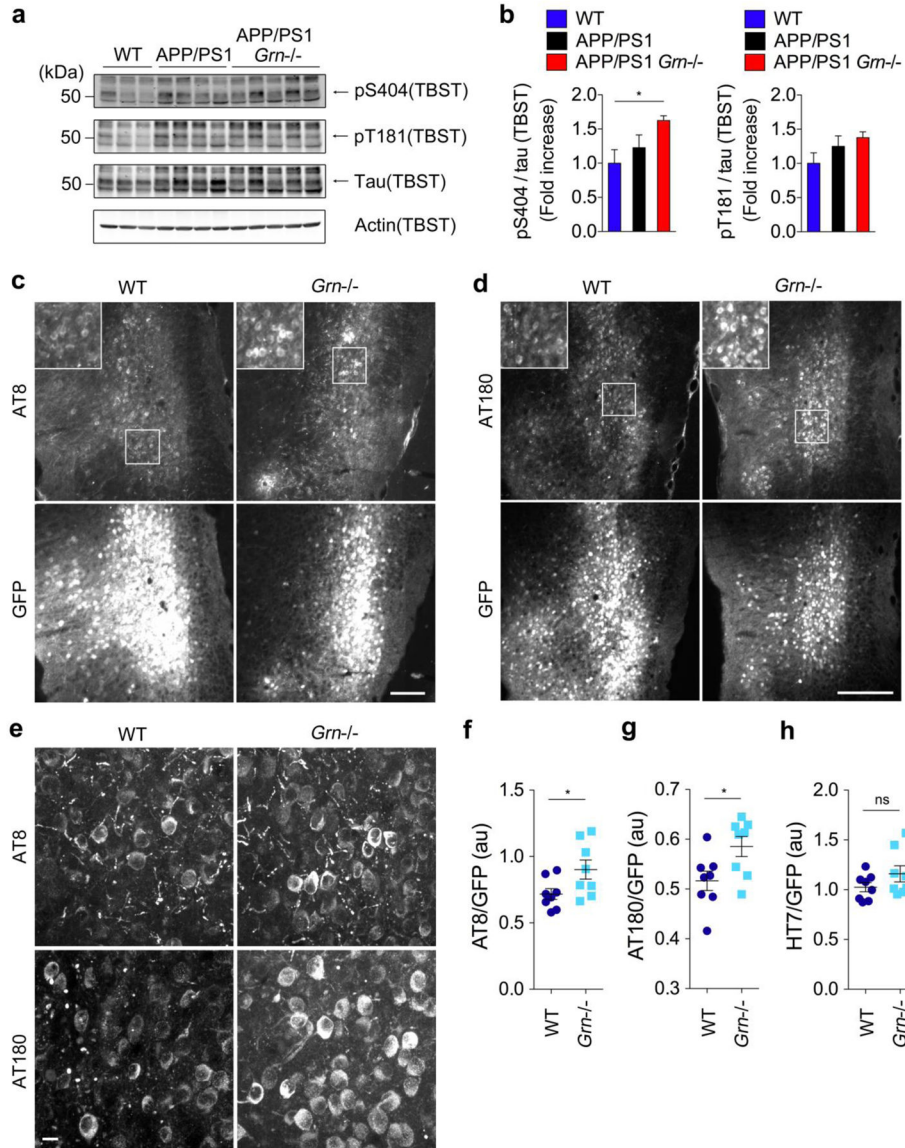 a
WT APP/PS1 APP/PS1 Grn-/-
(kDa)
50 pS404(TBST)
50 pT181(TBST)
50 Tau(TBST)
Actin(TBST)
b
WT
APP/PS1
APP/PS1 Grn-/-
pS404 / tau (TBST)
(Fold increase)
2.0
1.5
1.0
0.5
0.0
*
WT
APP/PS1
APP/PS1 Grn-/-
pT181 / tau (TBST)
(Fold increase)
2.0
1.5
1.0
0.5
0.0
c
WT Grn-/-
AT8
GFP
d
WT Grn-/-
AT180
GFP
e
WT Grn-/-
AT8
AT180
f
AT8/GFP (au)
1.5
1.0
0.5
0.0
*
WT Grn-/-
g
AT180/GFP (au)
0.7
0.6
0.5
0.4
0.3
*
WT Grn-/-
h
HT7/GFP (au)
2.0
1.5
1.0
0.5
0.0
ns
WT Grn-/-